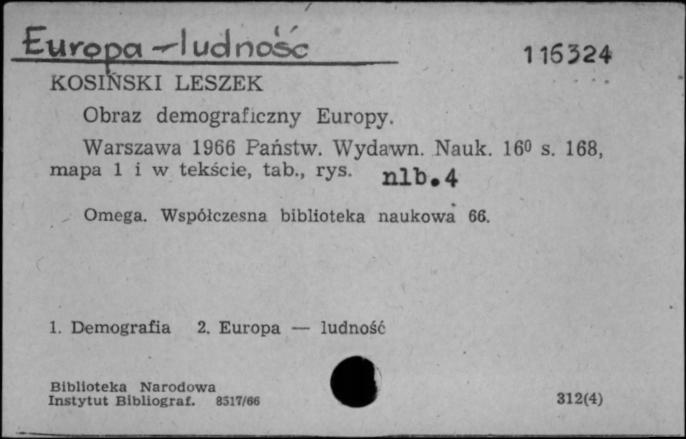 Europa - ludność
116324
KOSIŃSKI LESZEK
Obraz demograficzny Europy.
Warszawa 1966 Państw. Wydawn. Nauk. 16⁰ s. 168,
mapa 1 i w tekście, tab., rys. nlb.4
Omega. Współczesna biblioteka naukowa 66.
1. Demografia 2. Europa — ludność
Biblioteka Narodowa
Instytut Bibliograf. 8517/66
312(4)